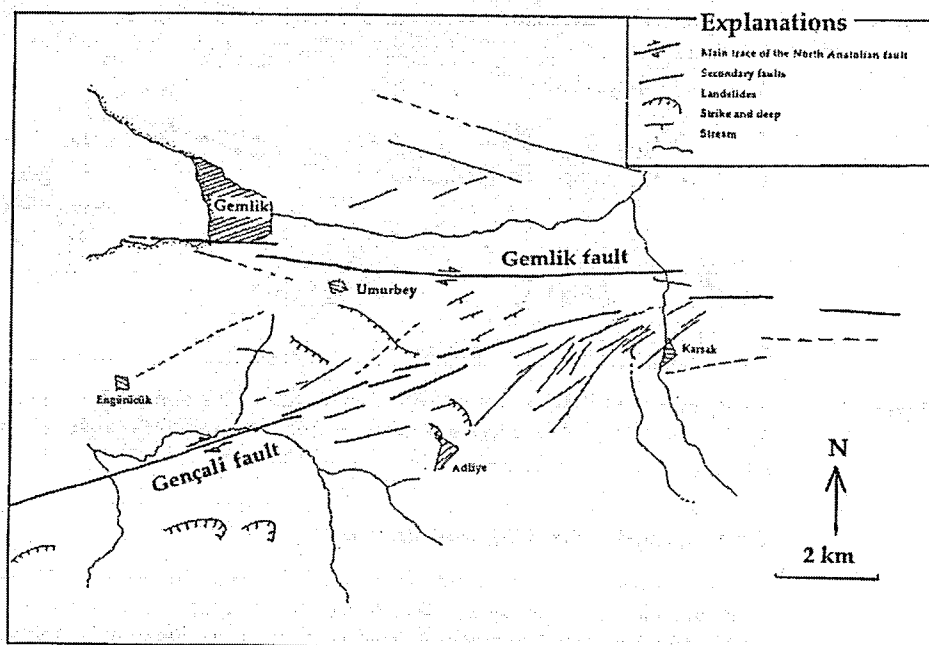 Explanations
Main trace of the North Anatolian fault
Secondary faults
Landslides
Strike and deep
Stream
Gemlik
Gemlik fault
Umurbey
Karsak
Engürücük
Gençali fault
Adliye
N
2 km